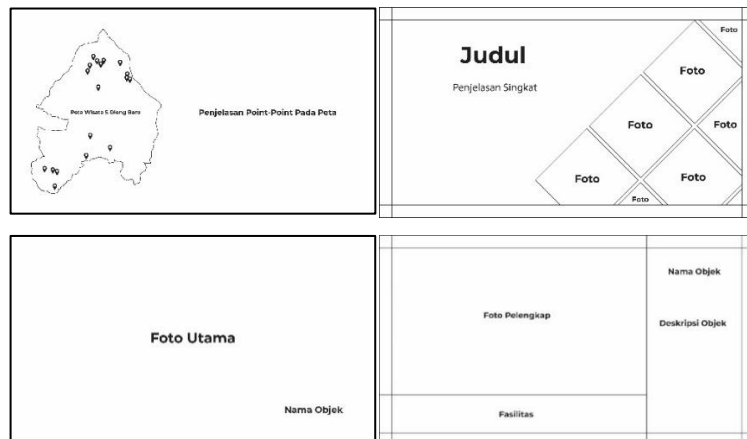 Peta Wisata 5 Dieng Baru
Penjelasan Point-Point Pada Peta
Judul
Penjelasan Singkat
Foto
Foto
Foto
Foto
Foto
Foto
Foto
Foto Utama
Nama Objek
Foto Pelengkap
Fasilitas
Nama Objek
Deskripsi Objek